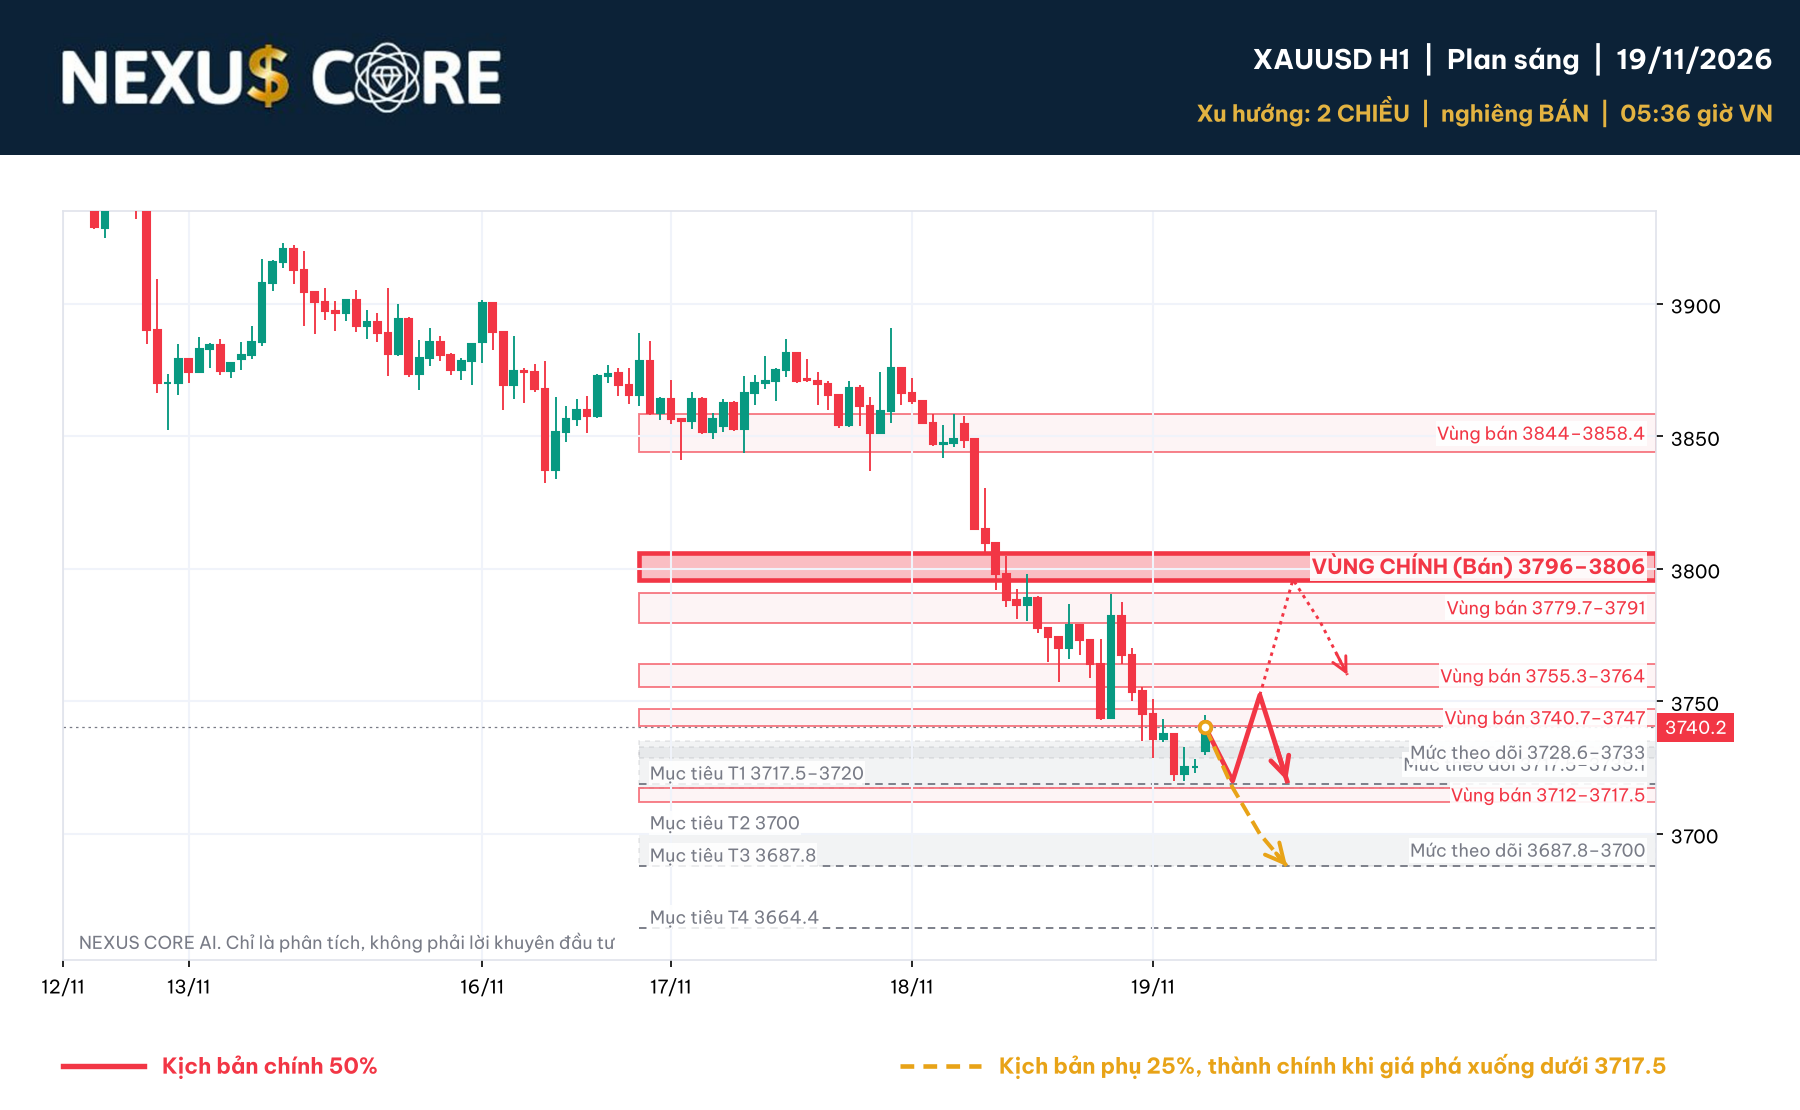 NEXU$ CORE
XAUUSD H1 | Plan sáng | 19/11/2026
Xu hướng: 2 CHIỀU | nghiêng BÁN | 05:36 giờ VN
3900
Vùng bán 3844–3858.4
3850
VÙNG CHÍNH (Bán) 3796–3806
3800
Vùng bán 3779.7–3791
Vùng bán 3755.3–3764
3750
Vùng bán 3740.7–3747
3740.2
Mức theo dõi 3728.6–3733
Mức theo dõi
Mục tiêu T1 3717.5–3720
Vùng bán 3712–3717.5
Mục tiêu T2 3700
3700
Mục tiêu T3 3687.8
Mức theo dõi 3687.8–3700
Mục tiêu T4 3664.4
NEXUS CORE AI. Chỉ là phân tích, không phải lời khuyên đầu tư
12/11 13/11 16/11 17/11 18/11 19/11
Kịch bản chính 50%
Kịch bản phụ 25%, thành chính khi giá phá xuống dưới 3717.5